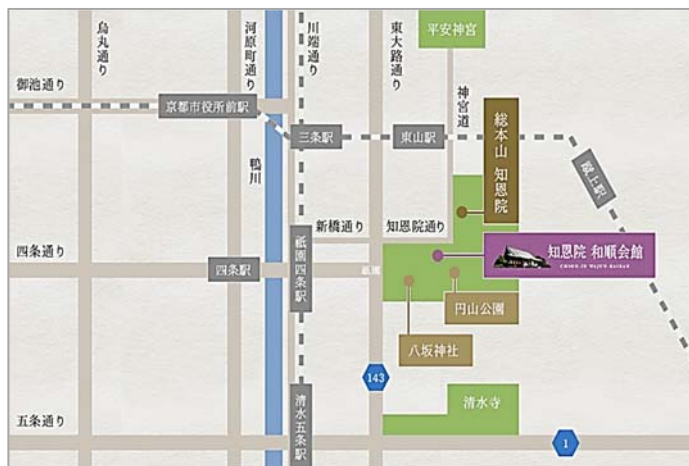 烏丸通り
河原町通り
川端通り
東大路通り
平安神宮
御池通り
京都市役所前駅
神宮道
三条駅
東山駅
総本山 知恩院
蹴上駅
鴨川
新橋通り
知恩院通り
四条通り
四条駅
祇園四条駅
祇園
知恩院 和順会館
CHION-IN WAJUN KAIKAN
円山公園
八坂神社
143
清水寺
清水五条駅
五条通り
1